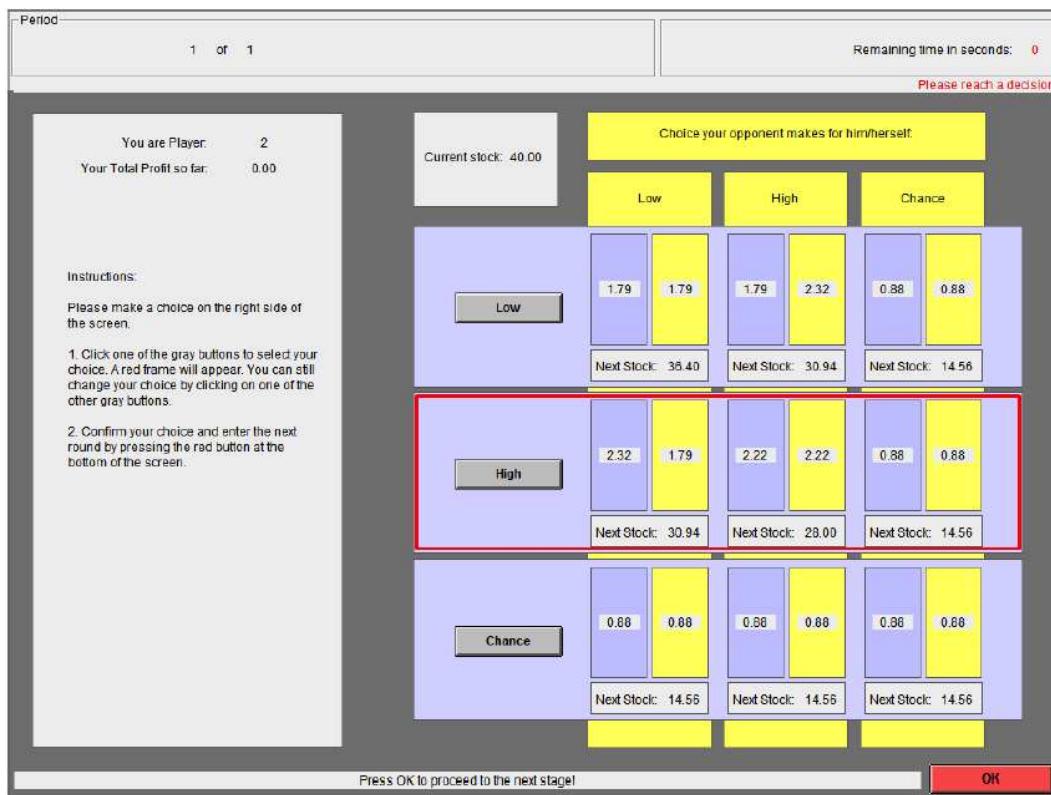 Period
1 of 1
Remaining time in seconds: 0
Please reach a decision
You are Player: 2
Your Total Profit so far: 0.00
Instructions:
Please make a choice on the right side of
the screen.
1. Click one of the gray buttons to select your
choice. A red frame will appear. You can still
change your choice by clicking on one of the
other gray buttons.
2. Confirm your choice and enter the next
round by pressing the red button at the
bottom of the screen.
Current stock: 40.00
Choice your opponent makes for him/herself:
Low High Chance
Low
1.79 1.79 1.79 2.32 0.88 0.88
Next Stock: 36.40 Next Stock: 30.94 Next Stock: 14.56
High
2.32 1.79 2.22 2.22 0.88 0.88
Next Stock: 30.94 Next Stock: 28.00 Next Stock: 14.56
Chance
0.88 0.88 0.88 0.88 0.88 0.88
Next Stock: 14.56 Next Stock: 14.56 Next Stock: 14.56
Press OK to proceed to the next stage!
OK